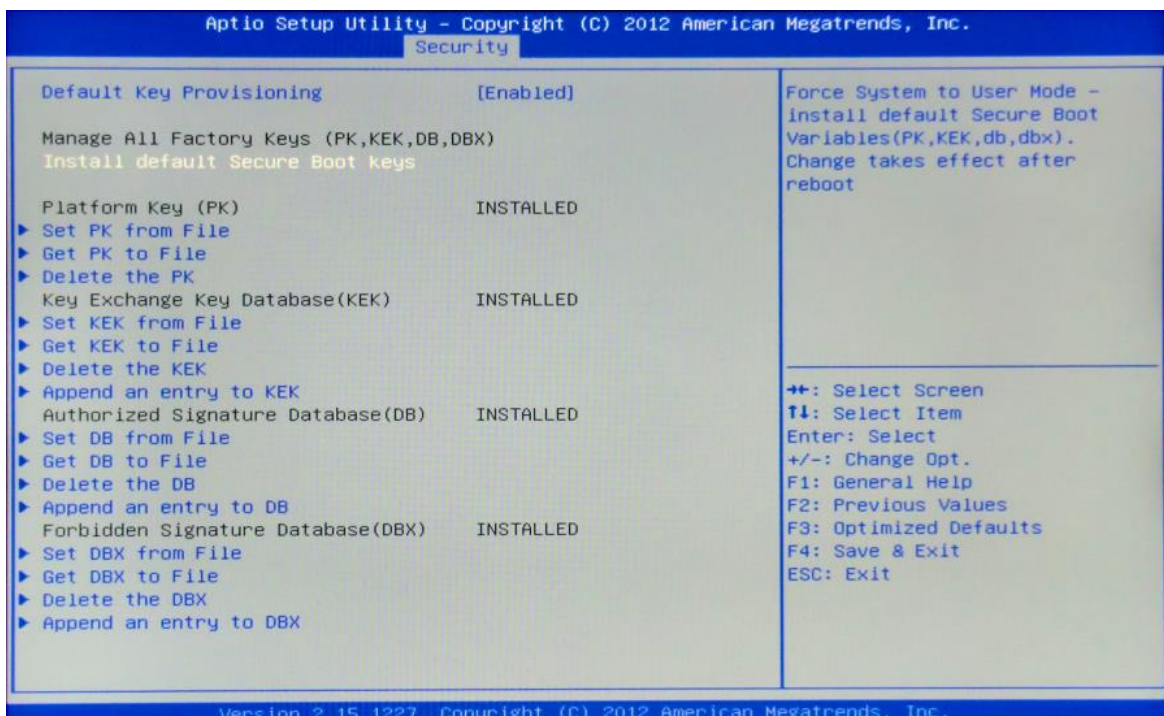 Aptio Setup Utility – Copyright (C) 2012 American Megatrends, Inc.
Security
Default Key Provisioning [Enabled]
Manage All Factory Keys (PK,KEK,DB,DBX)
Install default Secure Boot keys
Platform Key (PK) INSTALLED
Set PK from File
Get PK to File
Delete the PK
Key Exchange Key Database(KEK) INSTALLED
Set KEK from File
Get KEK to File
Delete the KEK
Append an entry to KEK
Authorized Signature Database(DB) INSTALLED
Set DB from File
Get DB to File
Delete the DB
Append an entry to DB
Forbidden Signature Database(DBX) INSTALLED
Set DBX from File
Get DBX to File
Delete the DBX
Append an entry to DBX
Force System to User Mode –
install default Secure Boot
Variables(PK,KEK,db,dbx).
Change takes effect after
reboot
→←: Select Screen
↑↓: Select Item
Enter: Select
+/-: Change Opt.
F1: General Help
F2: Previous Values
F3: Optimized Defaults
F4: Save & Exit
ESC: Exit
Version 2.15.1227. Copyright (C) 2012 American Megatrends, Inc.